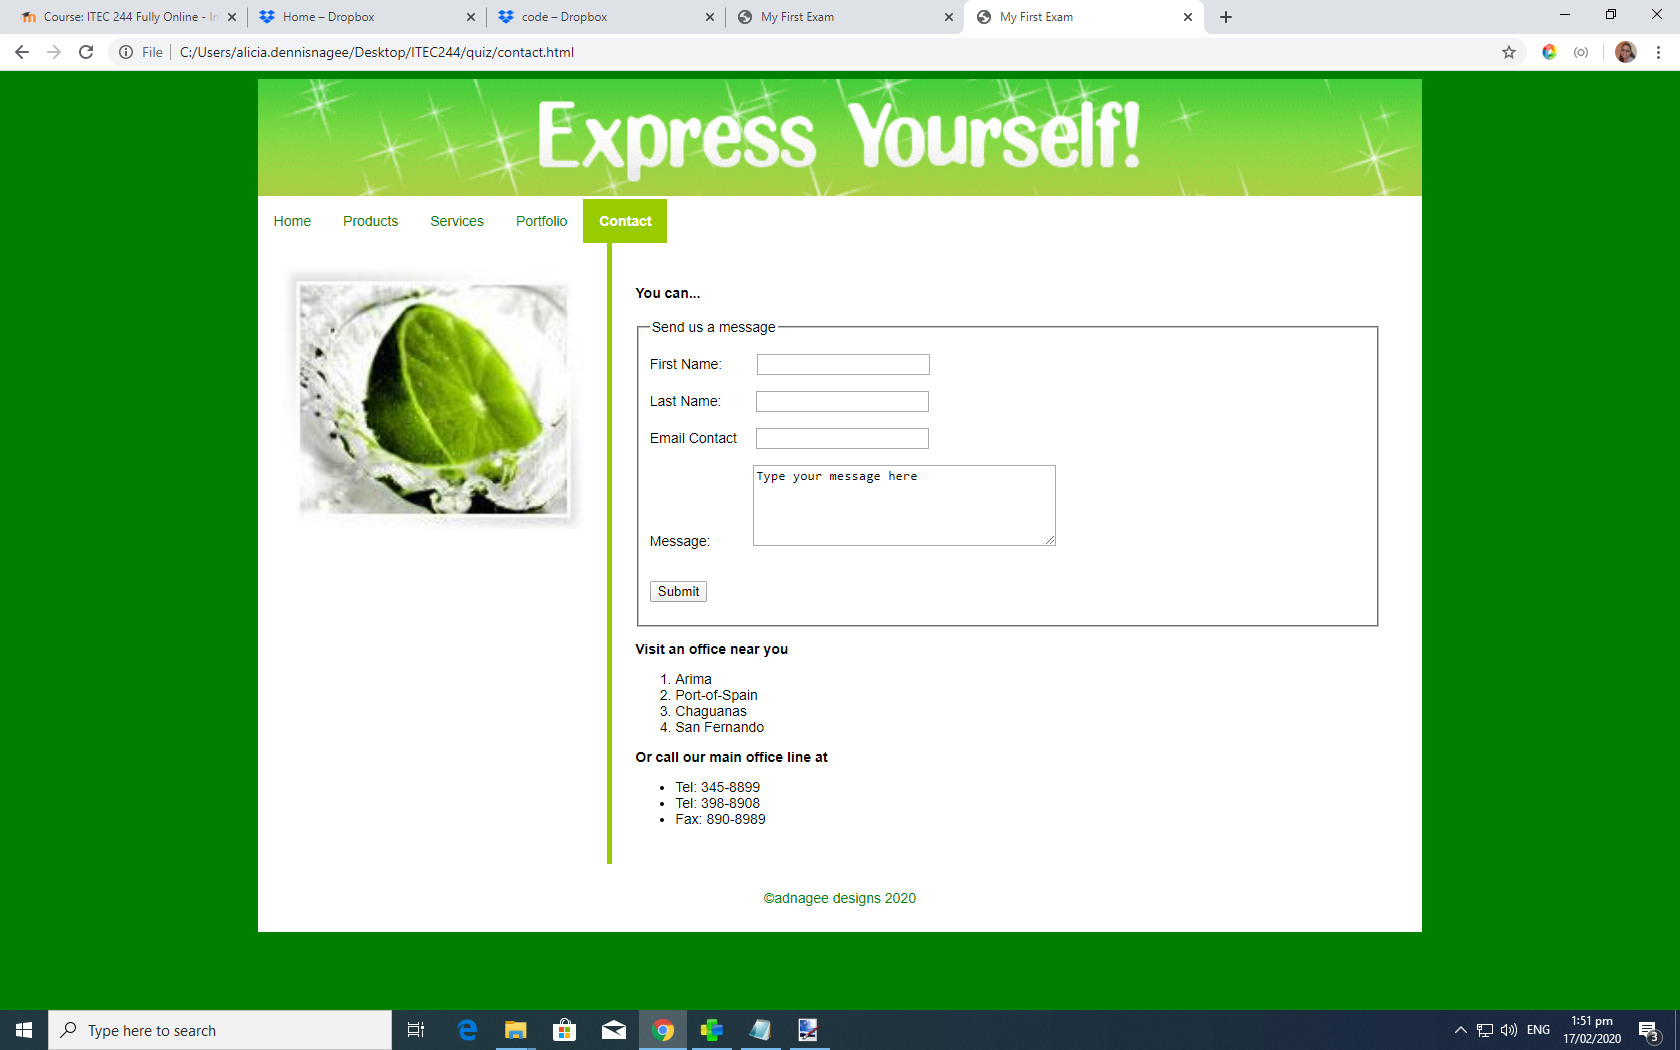 Course: ITEC 244 Fully Online - In
Home – Dropbox
code – Dropbox
My First Exam
My First Exam
File
C:/Users/alicia.dennisnagee/Desktop/ITEC244/quiz/contact.html
Express Yourself!
Home Products Services Portfolio Contact
You can...
Send us a message
First Name:
Last Name:
Email Contact
Type your message here
Message:
Submit
Visit an office near you
1. Arima
2. Port-of-Spain
3. Chaguanas
4. San Fernando
Or call our main office line at
• Tel: 345-8899
• Tel: 398-8908
• Fax: 890-8989
©adnagee designs 2020
Type here to search
ENG
1:51 pm
17/02/2020
3